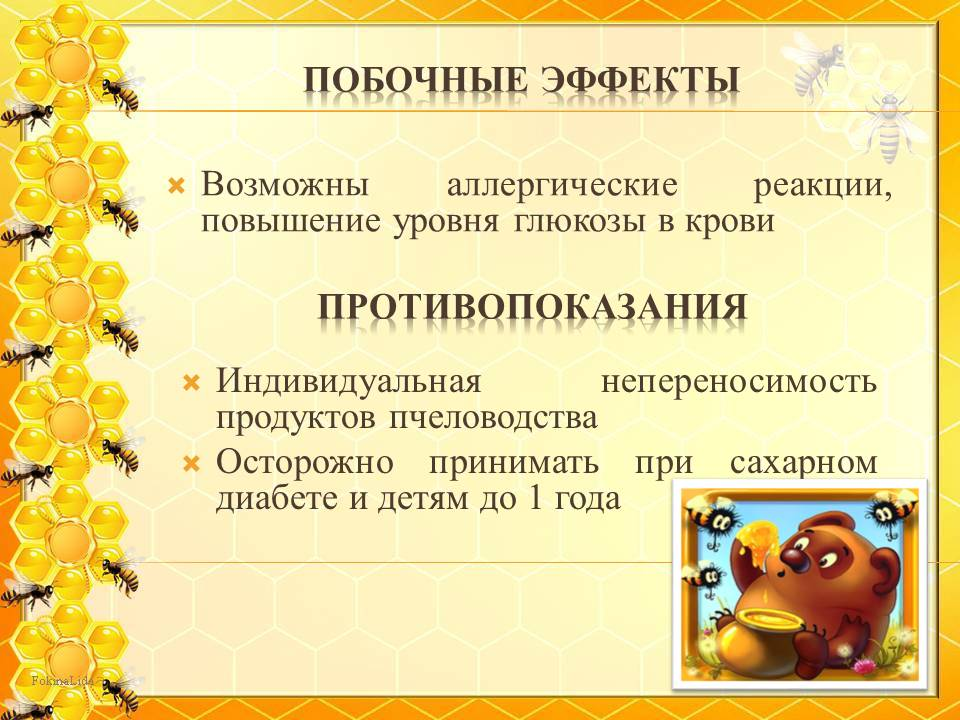 ПОБОЧНЫЕ ЭФФЕКТЫ
Возможны аллергические реакции,
повышение уровня глюкозы в крови
ПРОТИВОПОКАЗАНИЯ
Индивидуальная непереносимость
продуктов пчеловодства
Осторожно принимать при сахарном
диабете и детям до 1 года
FokinaLida